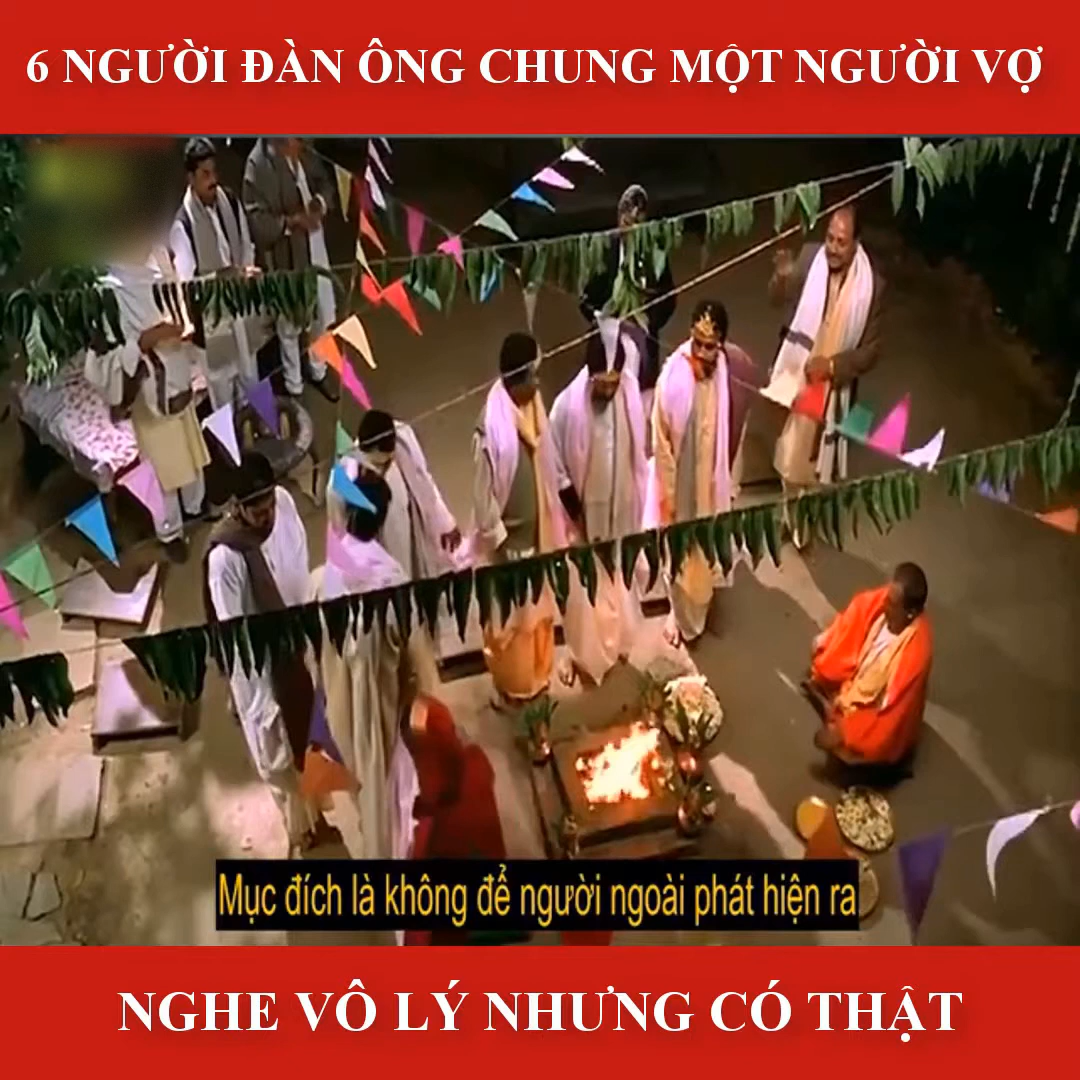 6 NGƯỜI ĐÀN ÔNG CHUNG MỘT NGƯỜI VỢ
Mục đích là không để người ngoài phát hiện ra
NGHE VÔ LÝ NHƯNG CÓ THẬT